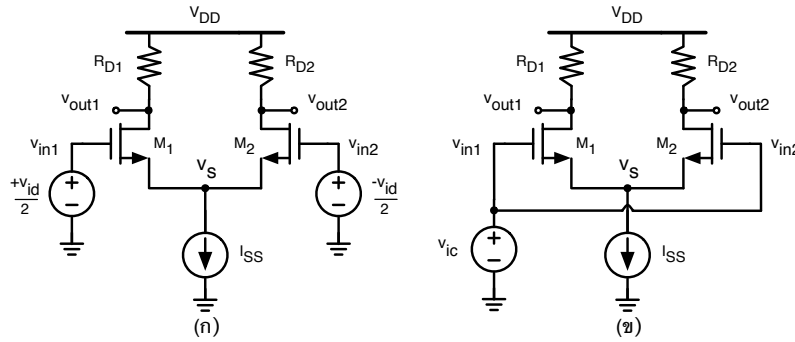 VDD
RD1
RD2
vout1
vout2
vin1
M1
M2
vin2
vS
+vid
2
-vid
2
ISS
(ก)
VDD
RD1
RD2
vout1
vout2
vin1
M1
M2
vin2
vS
vic
ISS
(ข)